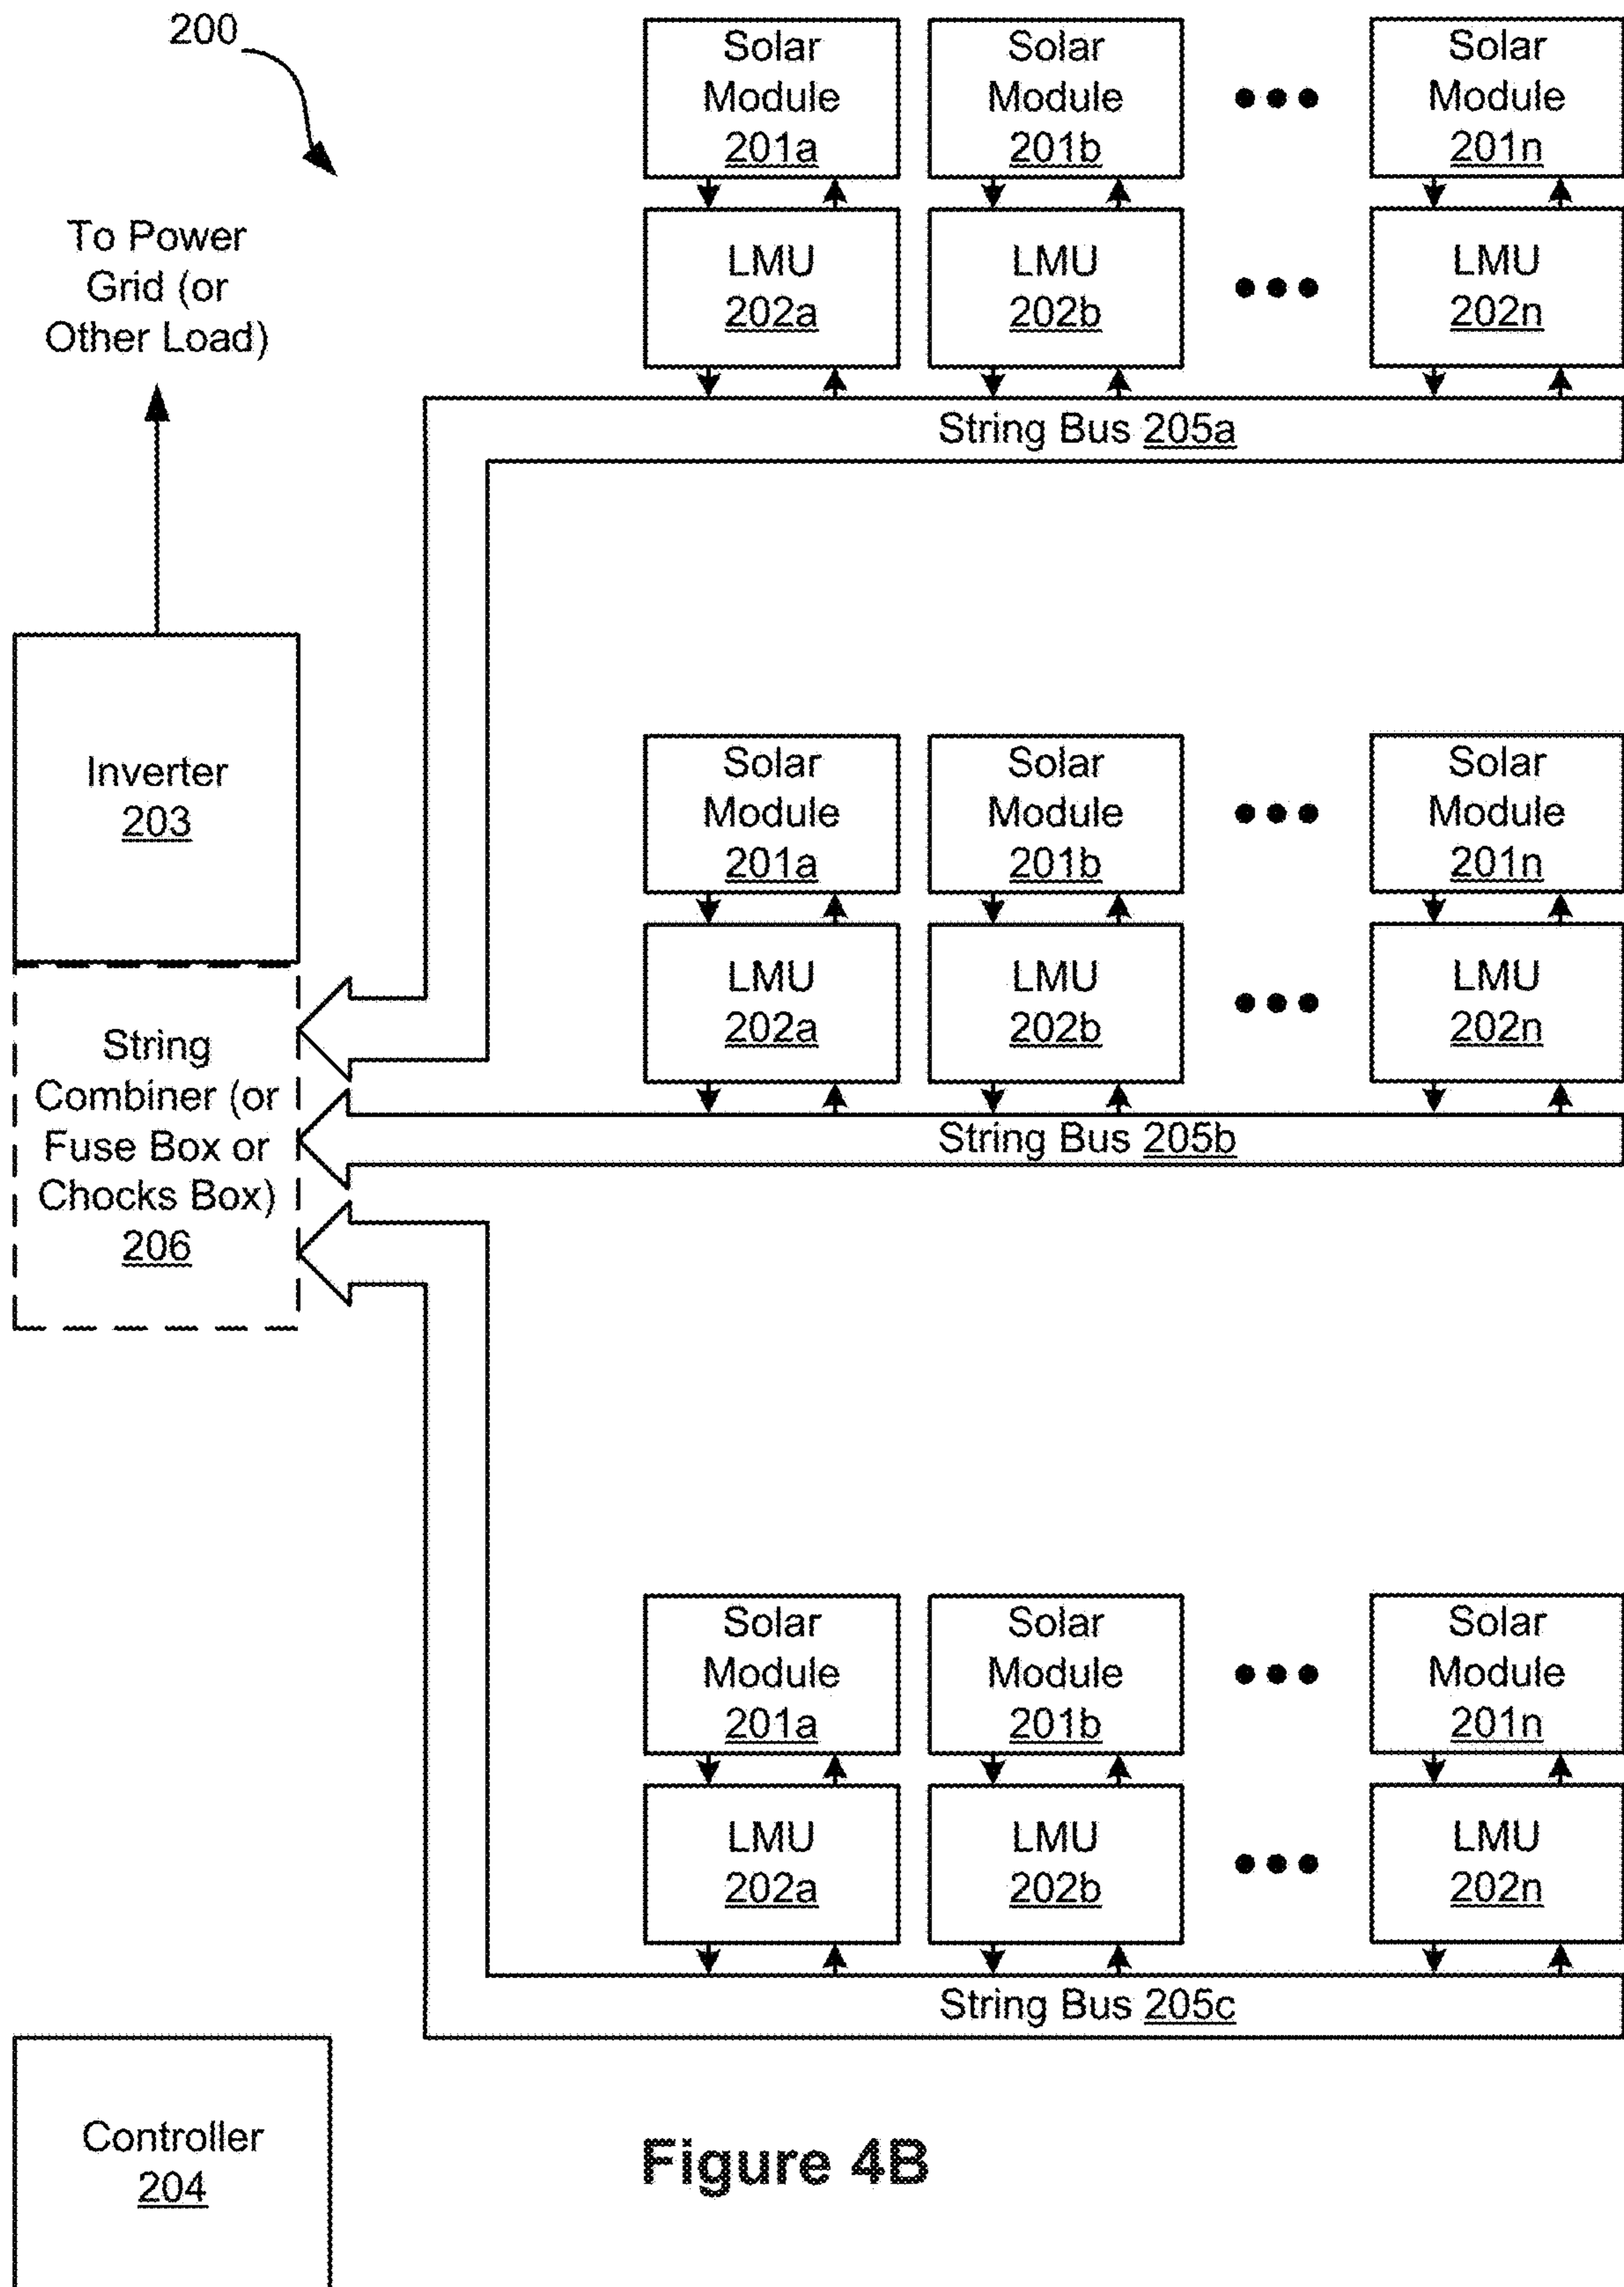 200
To Power
Grid (or
Other Load)
Solar
Module
201a
Solar
Module
201b
Solar
Module
201n
LMU
202a
LMU
202b
LMU
202n
String Bus 205a
Inverter
203
Solar
Module
201a
Solar
Module
201b
Solar
Module
201n
LMU
202a
LMU
202b
LMU
202n
String
Combiner (or
Fuse Box or
Chocks Box)
206
String Bus 205b
Solar
Module
201a
Solar
Module
201b
Solar
Module
201n
LMU
202a
LMU
202b
LMU
202n
String Bus 205c
Controller
204
Figure 4B